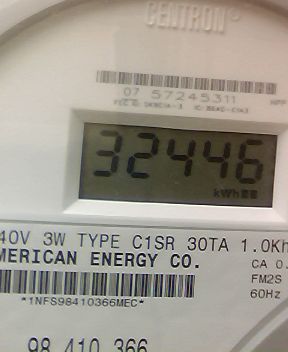 CENTRON®
07 57245311
32446
kWh
40V 3W TYPE C1SR 30TA 1.0Kh
MERICAN ENERGY CO.
CA 0.
FM2S
*1NFS98410366MEC*
60Hz
98 410 366